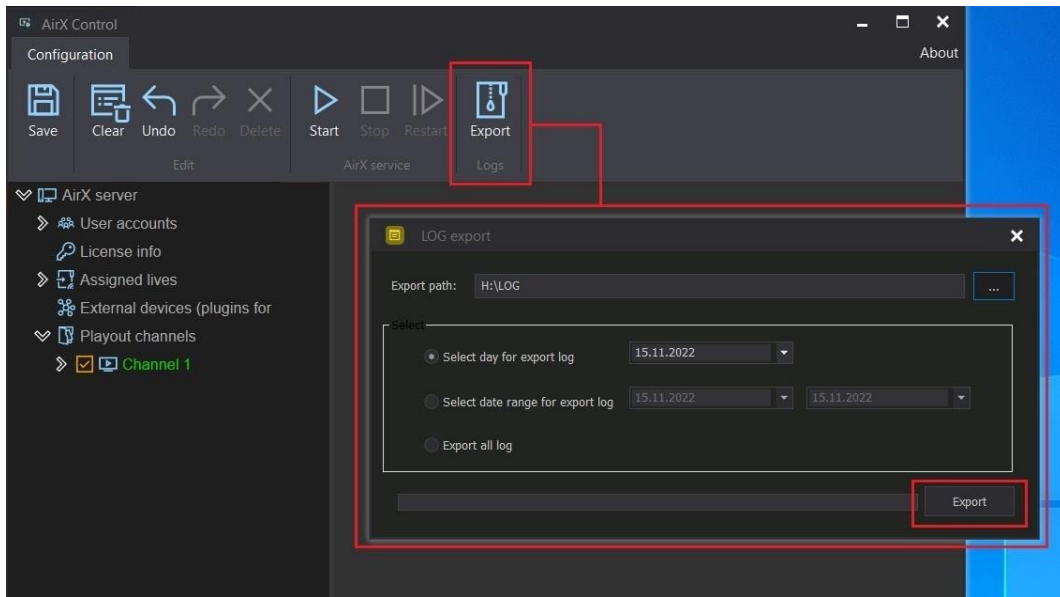 AirX Control
Configuration
About
Save
Clear
Undo
Redo
Delete
Start
Stop
Restart
Export
Edit
AirX service
Logs
AirX server
User accounts
License info
Assigned lives
External devices (plugins for
Playout channels
Channel 1
LOG export
Export path: H:\LOG ...
Select
Select day for export log 15.11.2022
Select date range for export log 15.11.2022 15.11.2022
Export all log
Export